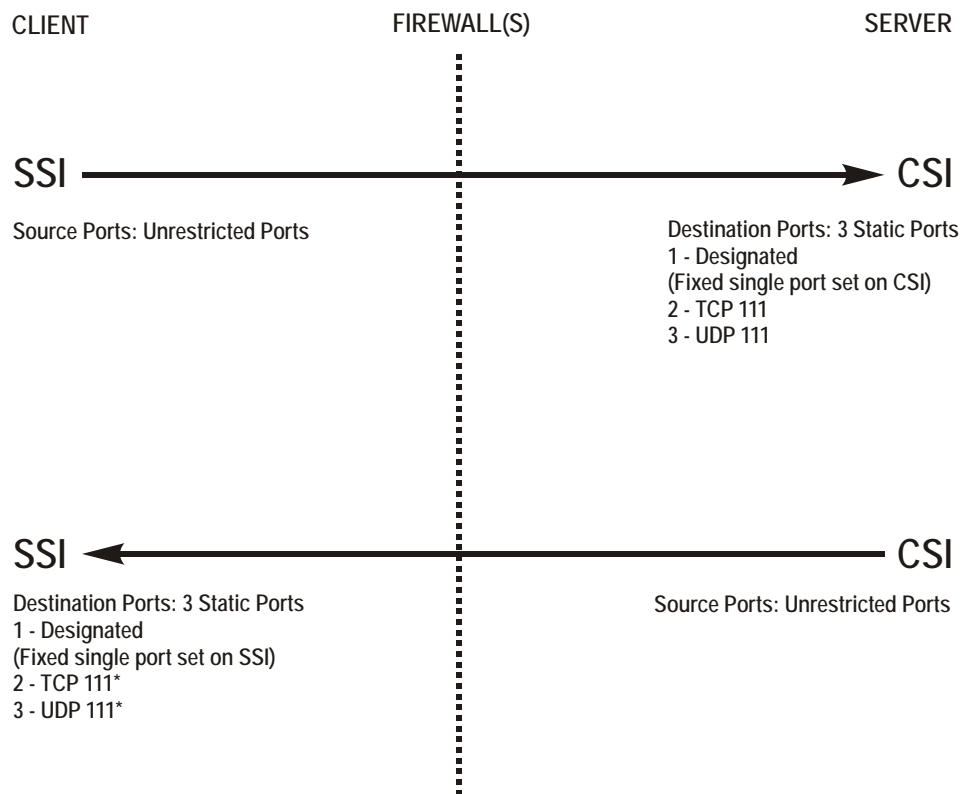 CLIENT FIREWALL(S) SERVER
SSI CSI
Source Ports: Unrestricted Ports
Destination Ports: 3 Static Ports
1 - Designated
(Fixed single port set on CSI)
2 - TCP 111
3 - UDP 111
SSI CSI
Destination Ports: 3 Static Ports
1 - Designated
(Fixed single port set on SSI)
2 - TCP 111*
3 - UDP 111*
Source Ports: Unrestricted Ports